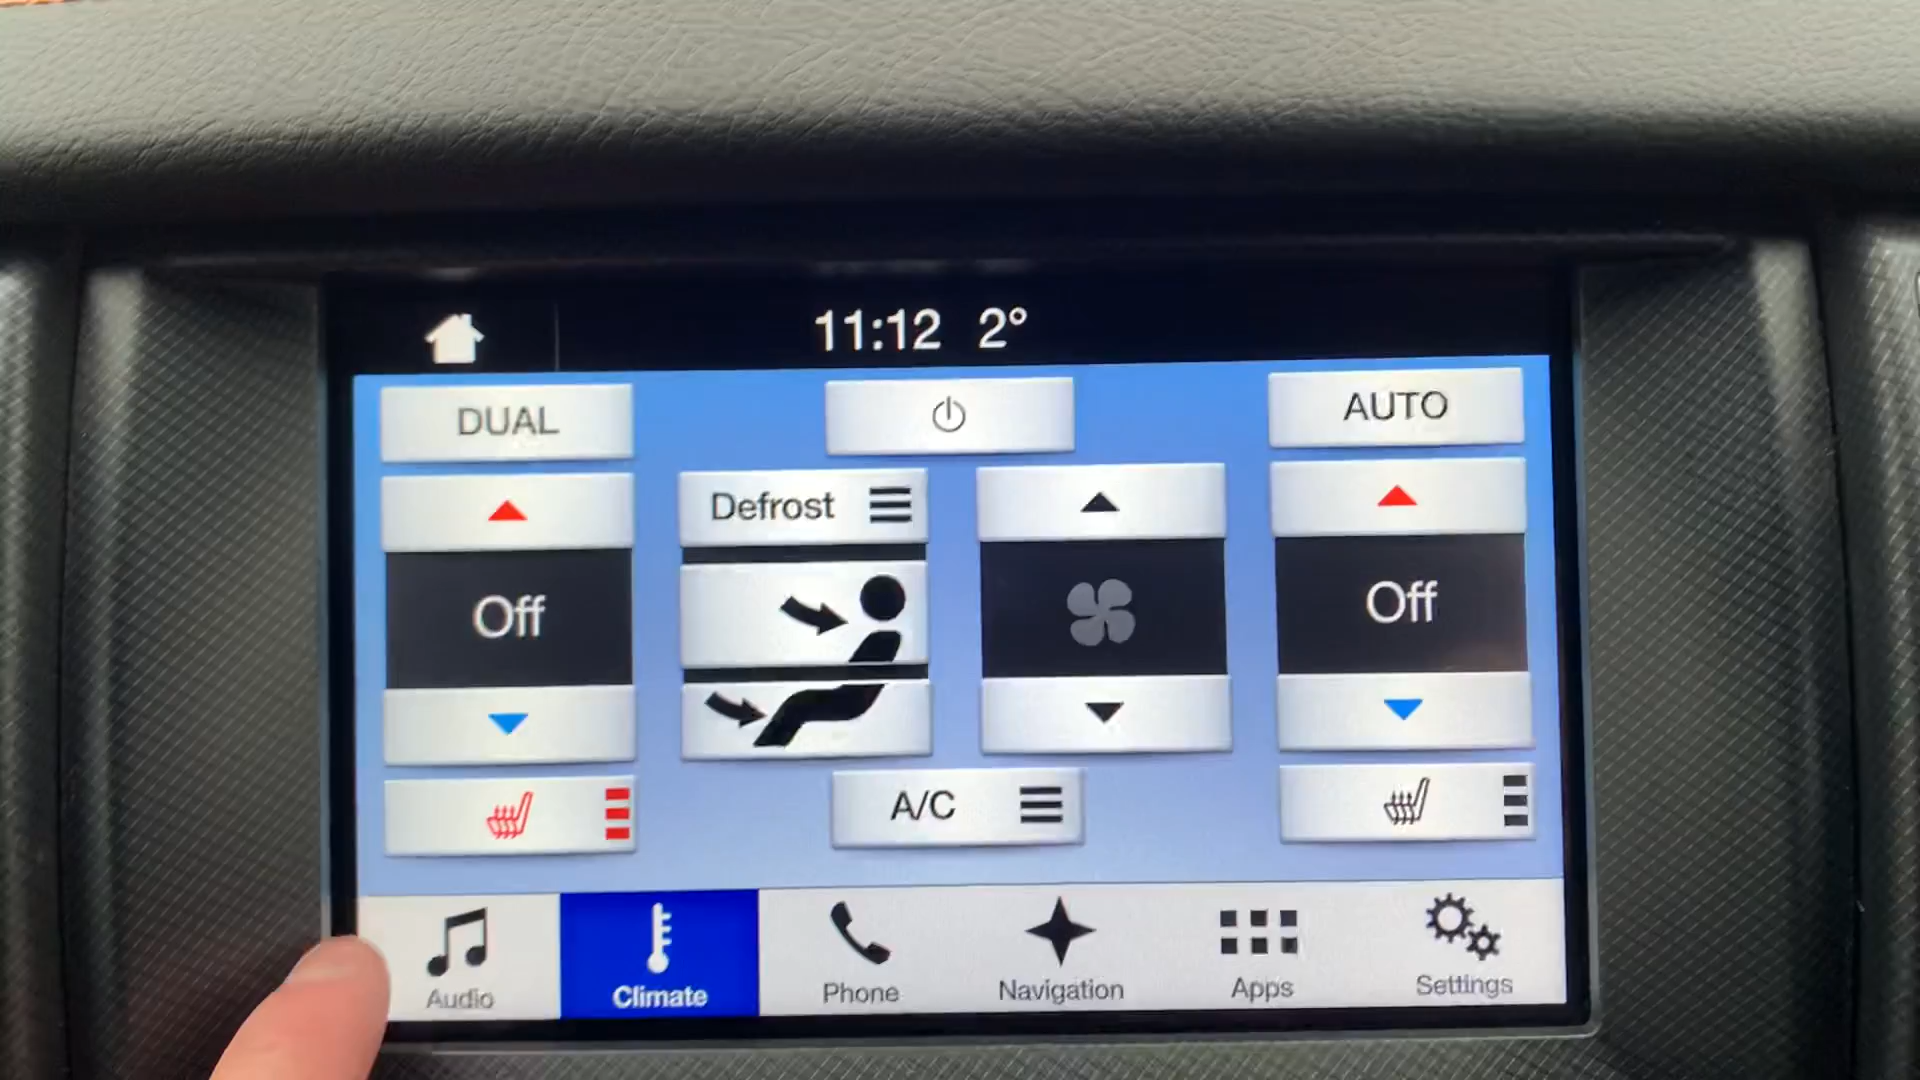 11:12 2°
DUAL
AUTO
Defrost
Off
Off
A/C
Audio
Climate
Phone
Navigation
Apps
Settings